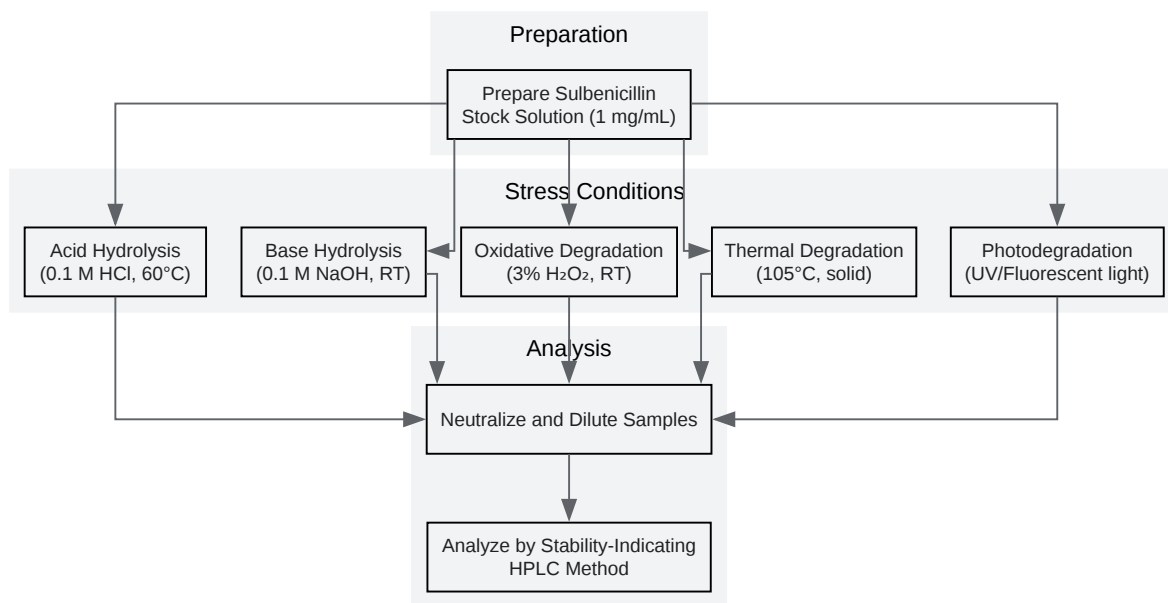 Preparation
Prepare Sulbenicillin
Stock Solution (1 mg/mL)
Stress Conditions
Acid Hydrolysis
(0.1 M HCl, 60°C)
Base Hydrolysis
(0.1 M NaOH, RT)
Oxidative Degradation
(3% H₂O₂, RT)
Thermal Degradation
(105°C, solid)
Photodegradation
(UV/Fluorescent light)
Analysis
Neutralize and Dilute Samples
Analyze by Stability-Indicating
HPLC Method